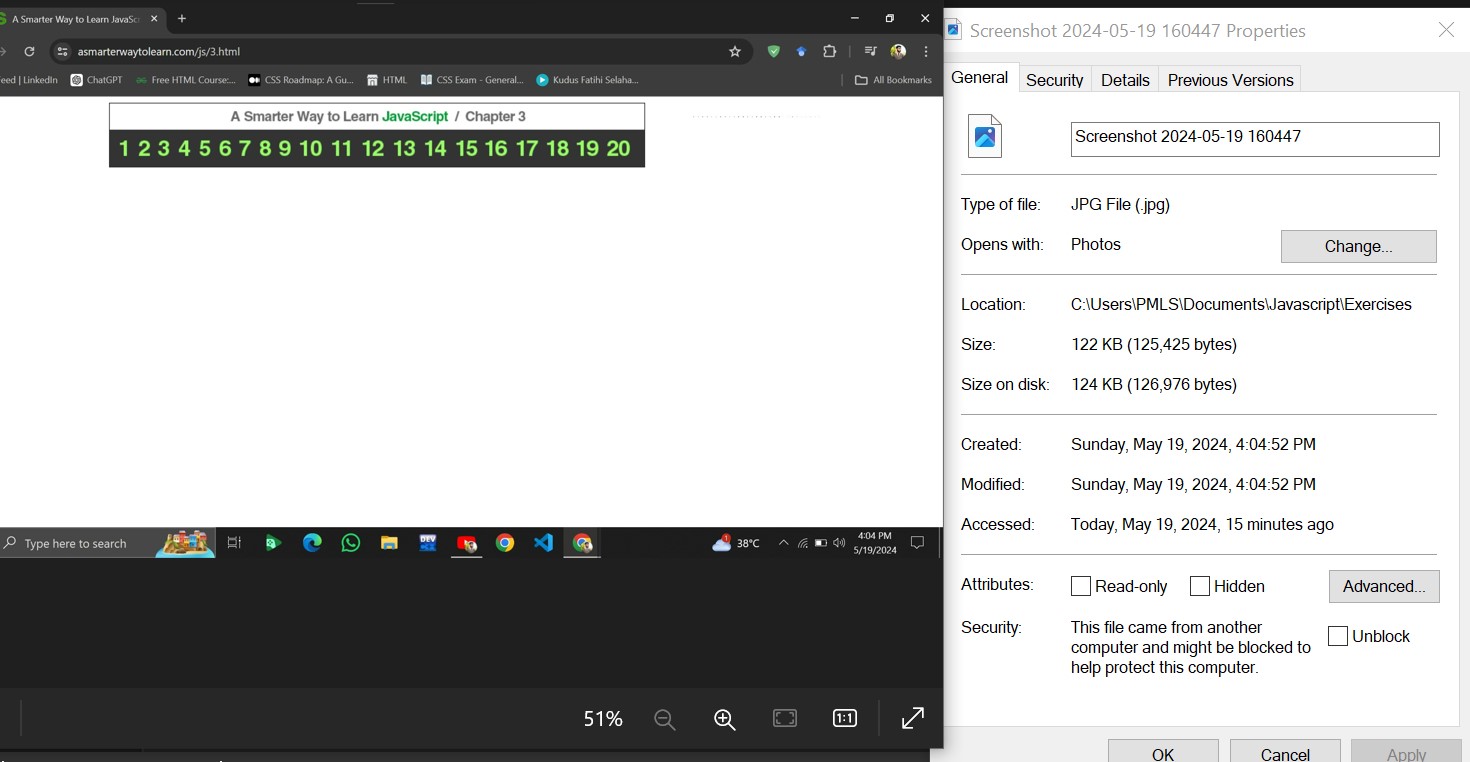 A Smarter Way to Learn JavaSc
asmarterwaytolearn.com/js/3.html
eed | LinkedIn ChatGPT Free HTML Course:... CSS Roadmap: A Gu... HTML CSS Exam - General... Kudus Fatihi Selaha... All Bookmarks
A Smarter Way to Learn JavaScript / Chapter 3
1 2 3 4 5 6 7 8 9 10 11 12 13 14 15 16 17 18 19 20
Type here to search
DEV
1
38°C
4:04 PM
5/19/2024
51%
1:1
Screenshot 2024-05-19 160447 Properties
General Security Details Previous Versions
Screenshot 2024-05-19 160447
Type of file: JPG File (.jpg)
Opens with: Photos Change...
Location: C:\Users\PMLS\Documents\Javascript\Exercises
Size: 122 KB (125,425 bytes)
Size on disk: 124 KB (126,976 bytes)
Created: Sunday, May 19, 2024, 4:04:52 PM
Modified: Sunday, May 19, 2024, 4:04:52 PM
Accessed: Today, May 19, 2024, 15 minutes ago
Attributes: Read-only Hidden Advanced...
Security: This file came from another
computer and might be blocked to
help protect this computer.
Unblock
OK Cancel Apply